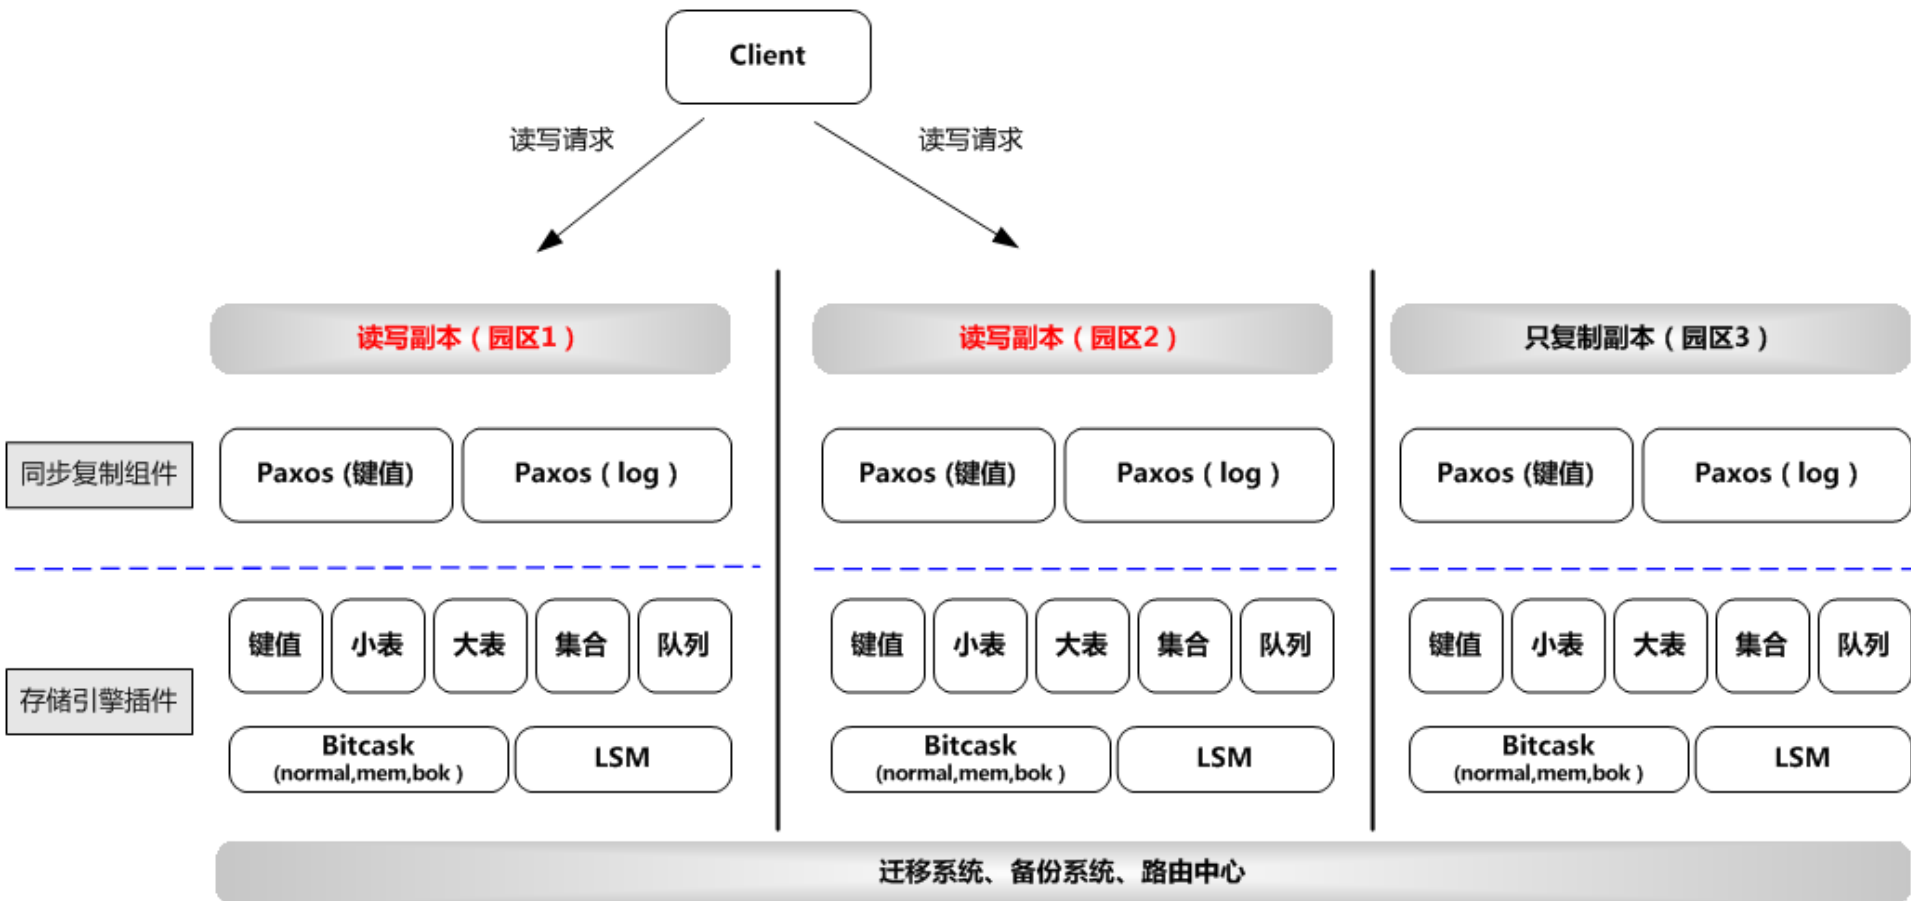 Client
读写请求
读写请求
读写副本（园区1）
读写副本（园区2）
只复制副本（园区3）
同步复制组件
Paxos (键值)
Paxos（log）
Paxos (键值)
Paxos（log）
Paxos (键值)
Paxos（log）
键值
小表
大表
集合
队列
键值
小表
大表
集合
队列
键值
小表
大表
集合
队列
存储引擎插件
Bitcask
(normal,mem,bok）
LSM
Bitcask
(normal,mem,bok）
LSM
Bitcask
(normal,mem,bok）
LSM
迁移系统、备份系统、路由中心